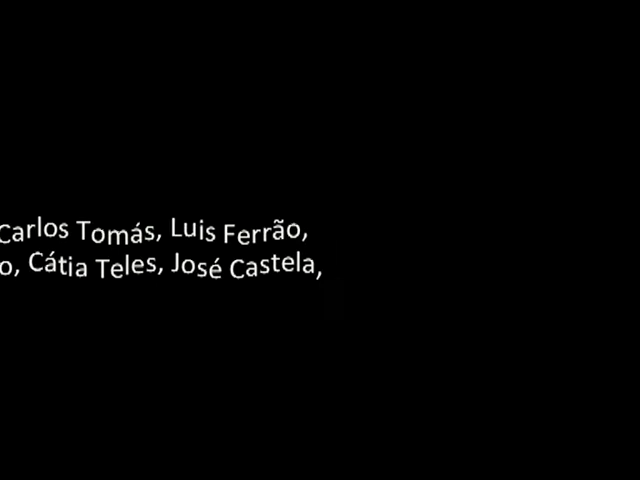 Carlos Tomás, Luis Ferrão,
o, Cátia Teles, José Castela,